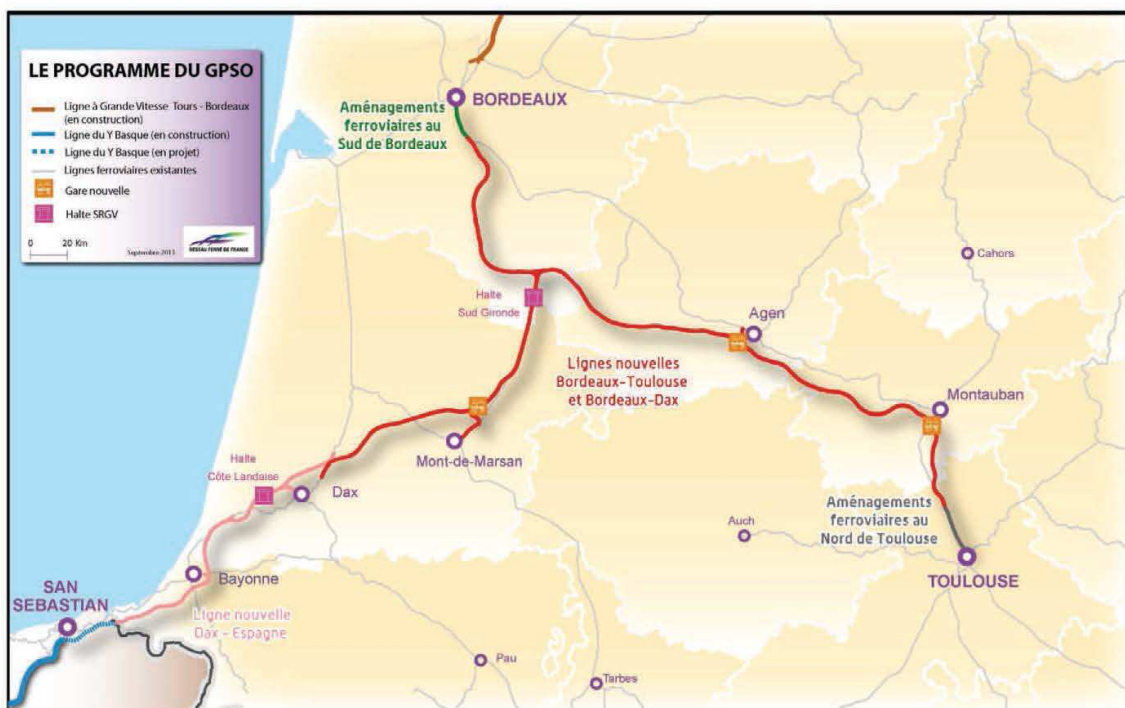 LE PROGRAMME DU GPSO
Ligne à Grande Vitesse Tours - Bordeaux
(en construction)
Ligne du Y Basque (en construction)
Ligne du Y Basque (en projet)
Lignes ferroviaires existantes
Gare nouvelle
Halte SRGV
0 20 Km
Septembre 2013
RÉSEAU FERRÉ DE FRANCE
BORDEAUX
Aménagements
ferroviaires au
Sud de Bordeaux
Cahors
Halte
Sud Gironde
Agen
Lignes nouvelles
Bordeaux-Toulouse
et Bordeaux-Dax
Montauban
Mont-de-Marsan
Halte
Côte Landaise
Dax
Aménagements
ferroviaires au
Nord de Toulouse
Auch
TOULOUSE
Bayonne
SAN
SEBASTIAN
Ligne nouvelle
Dax - Espagne
Pau
Tarbes